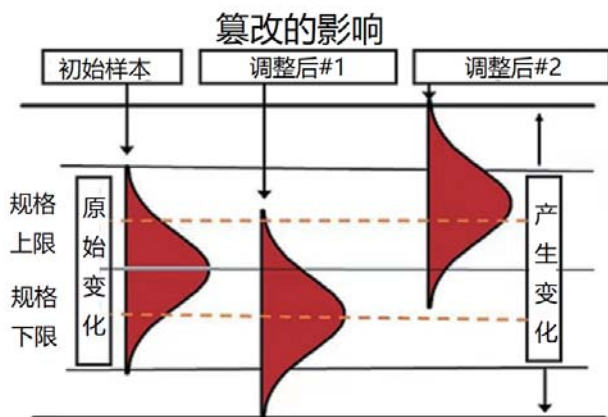 篡改的影响
初始样本
调整后#1
调整后#2
规格
上限
原始变化
规格
下限
产生变化